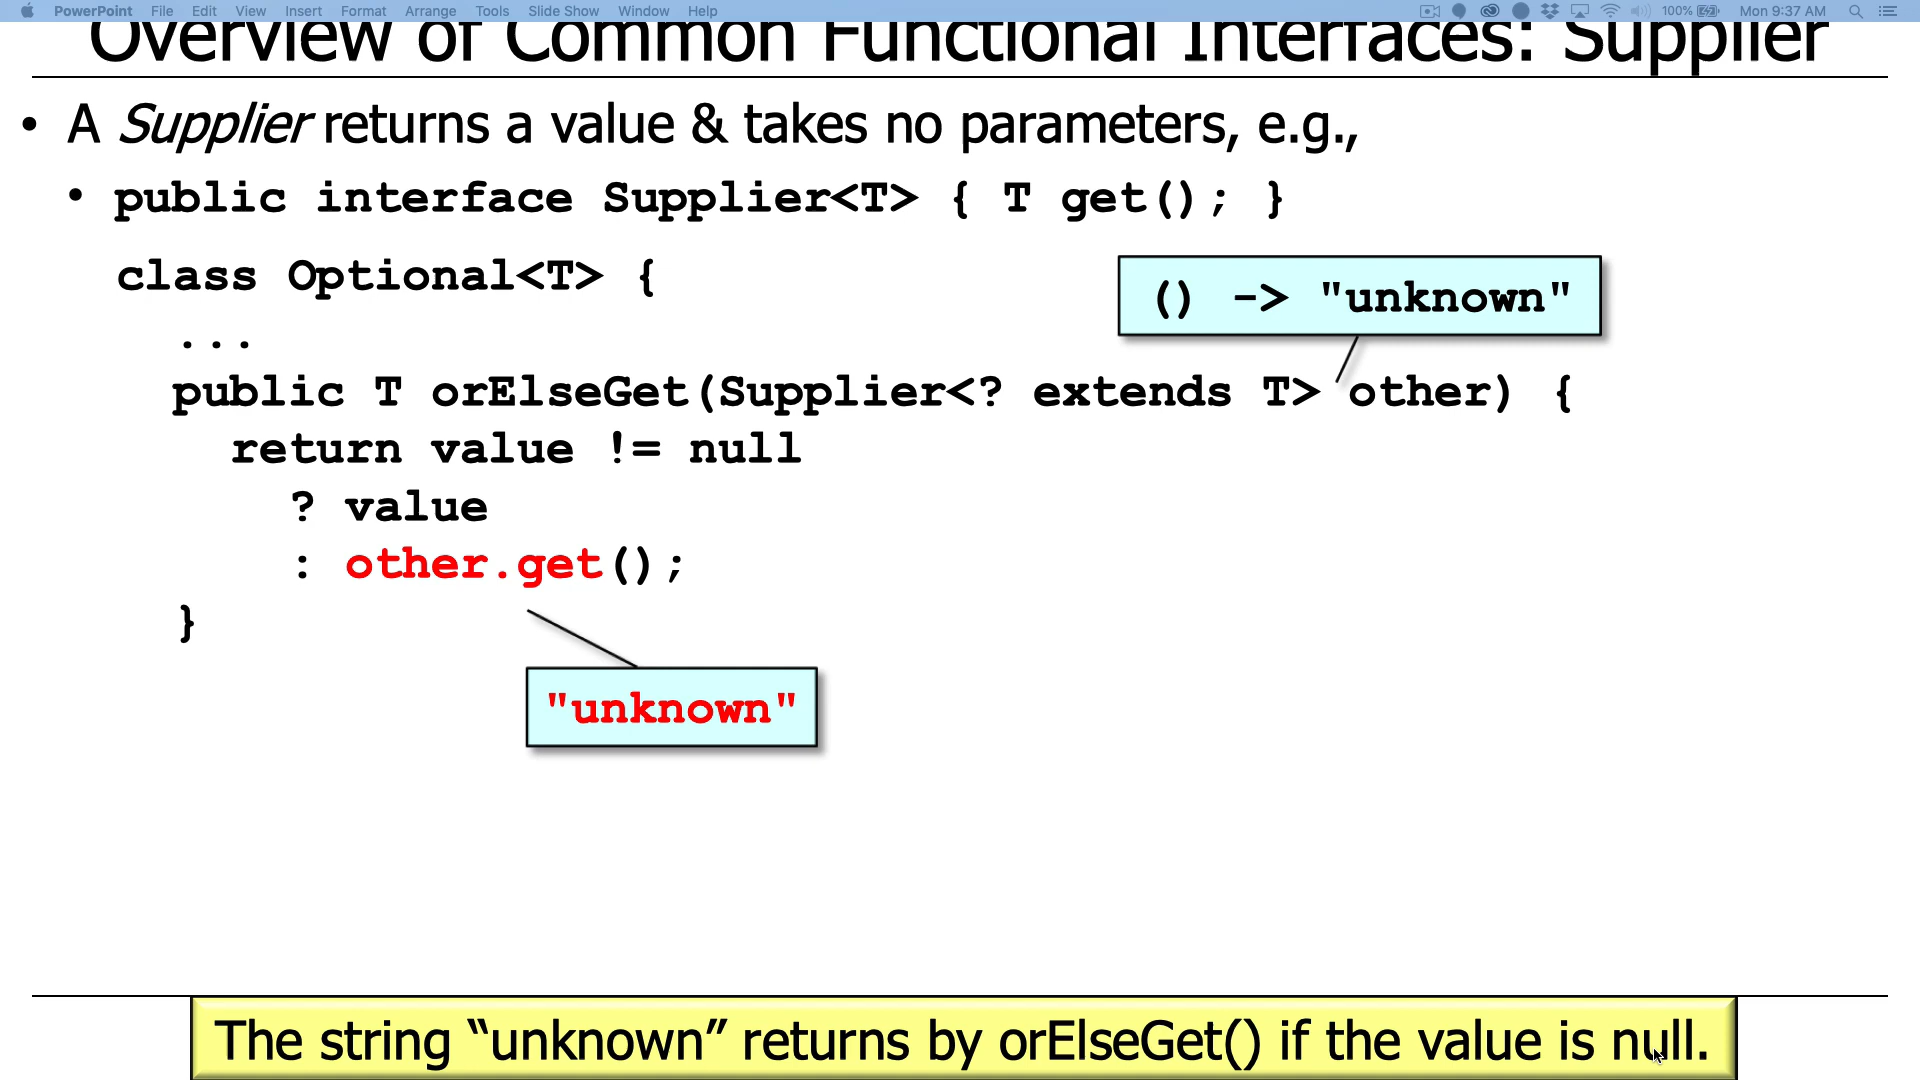 PowerPoint File Edit View Insert Format Arrange Tools Slide Show Window Help 100% Mon 9:37 AM
Overview of Common Functional Interfaces: Supplier
• A Supplier returns a value & takes no parameters, e.g.,
• public interface Supplier<T> { T get(); }
class Optional<T> {
() -> "unknown"
...
public T orElseGet(Supplier<? extends T> other) {
return value != null
? value
: other.get();
}
"unknown"
The string “unknown” returns by orElseGet() if the value is null.